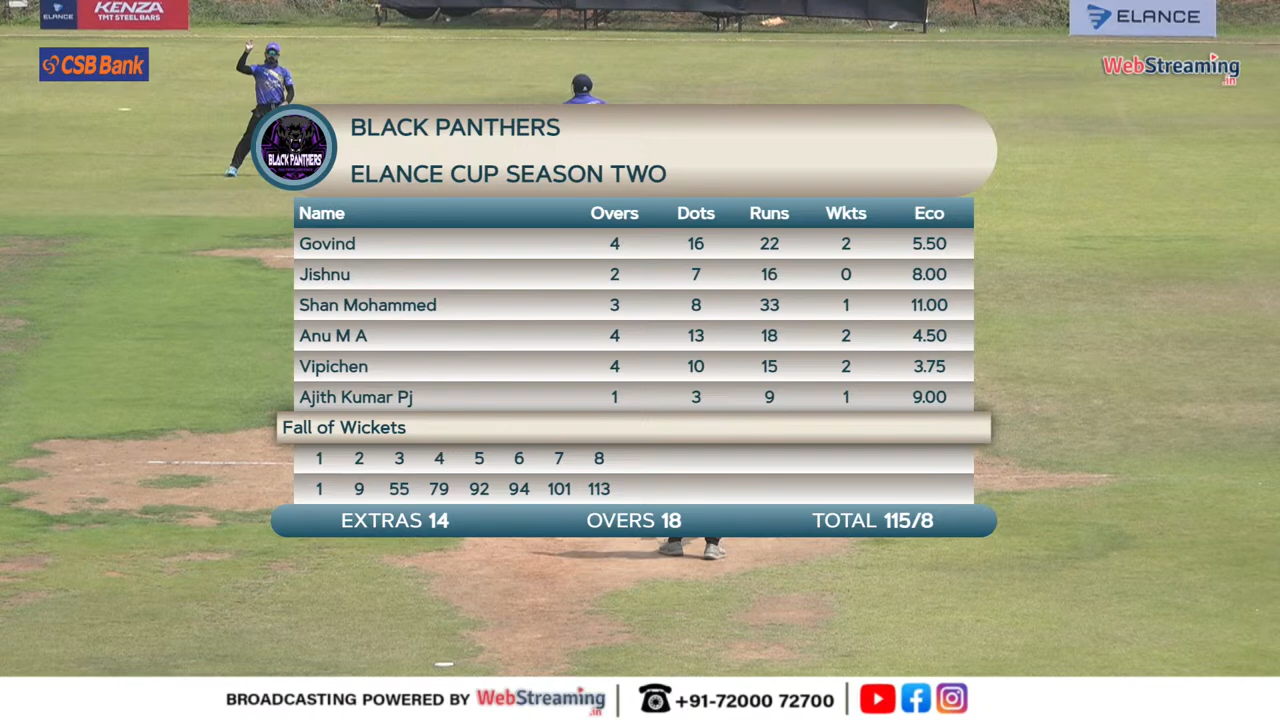 ELANCE
KENZA
TMT STEEL BARS
ELANCE
CSB Bank
WebStreaming
.in
BLACK PANTHERS
BLACK PANTHERS
ELANCE CUP SEASON TWO
Name Overs Dots Runs Wkts Eco
Govind 4 16 22 2 5.50
Jishnu 2 7 16 0 8.00
Shan Mohammed 3 8 33 1 11.00
Anu M A 4 13 18 2 4.50
Vipichen 4 10 15 2 3.75
Ajith Kumar Pj 1 3 9 1 9.00
Fall of Wickets
1 2 3 4 5 6 7 8
1 9 55 79 92 94 101 113
EXTRAS 14 OVERS 18 TOTAL 115/8
BROADCASTING POWERED BY WebStreaming
.in
+91-72000 72700